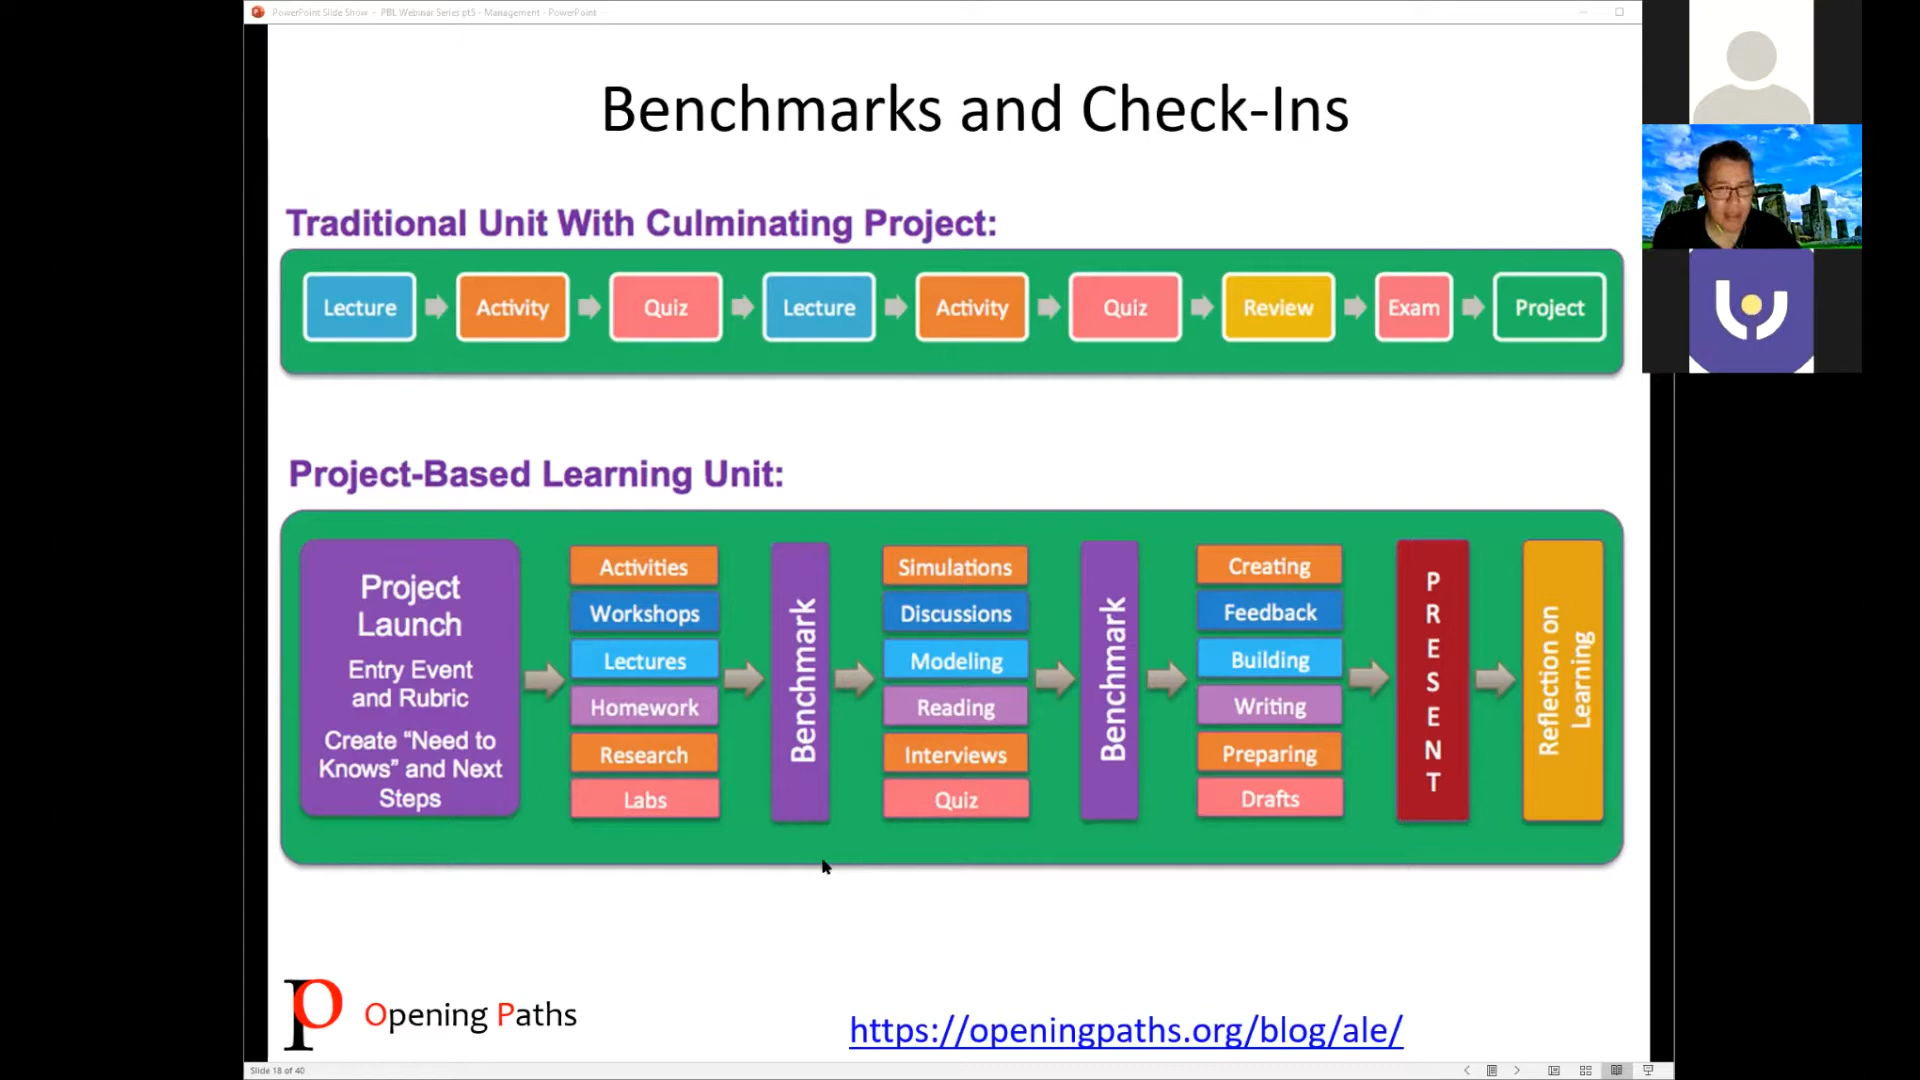 PowerPoint Slide Show - PBL Webinar Series pt5 - Management - PowerPoint
Benchmarks and Check-Ins
Traditional Unit With Culminating Project:
Lecture Activity Quiz Lecture Activity Quiz Review Exam Project
Project-Based Learning Unit:
Project
Launch
Entry Event
and Rubric
Create “Need to
Knows” and Next
Steps
Activities
Workshops
Lectures
Homework
Research
Labs
Benchmark
Simulations
Discussions
Modeling
Reading
Interviews
Quiz
Benchmark
Creating
Feedback
Building
Writing
Preparing
Drafts
PRESENT
Reflection on
Learning
Opening Paths
https://openingpaths.org/blog/ale/
Slide 18 of 40